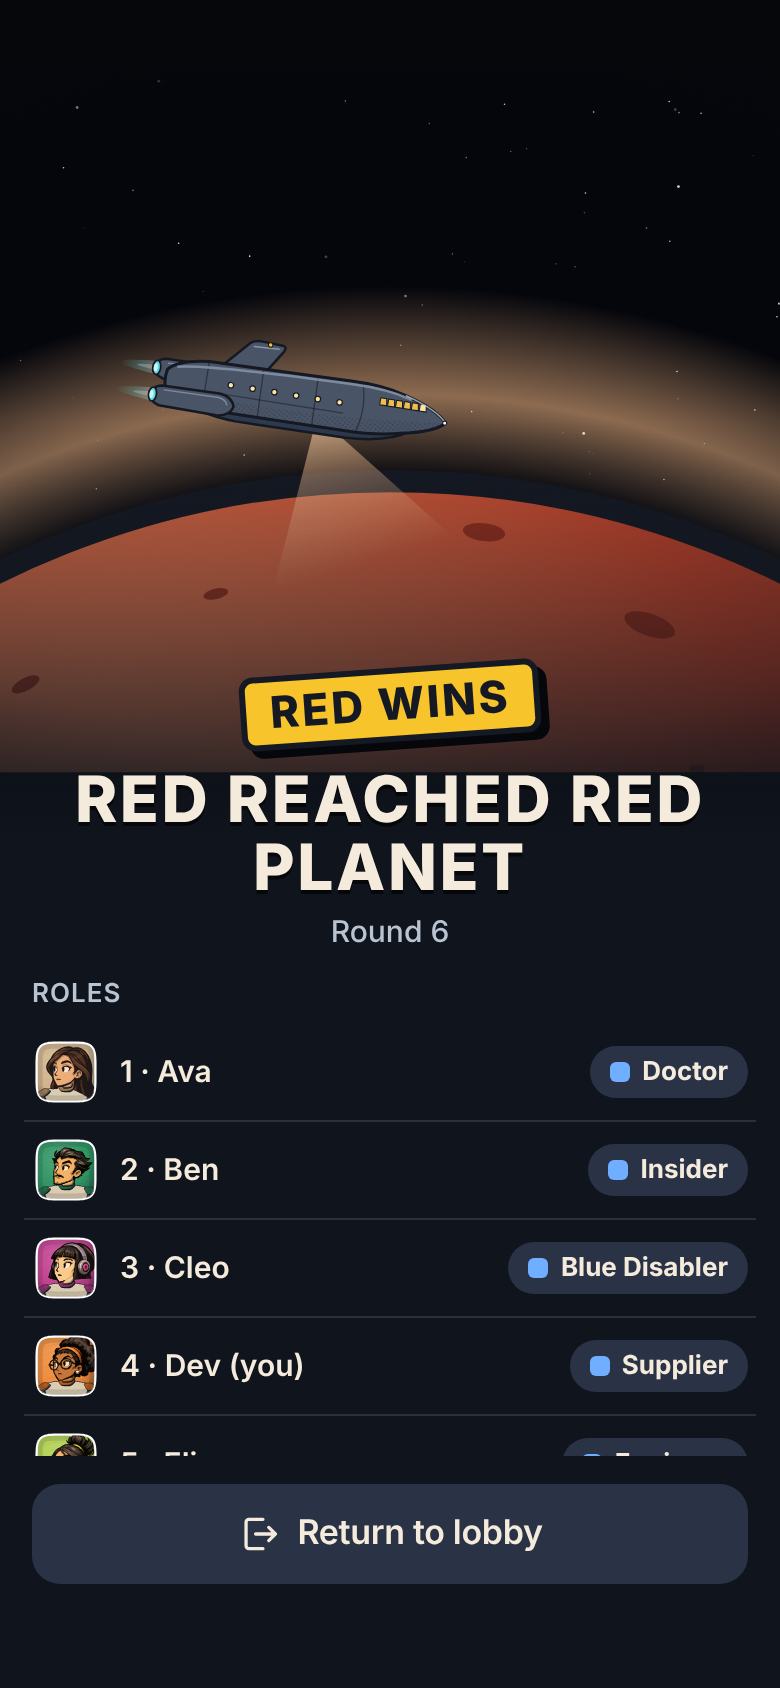 RED WINS
RED REACHED RED
PLANET
Round 6
ROLES
1 · Ava
Doctor
2 · Ben
Insider
3 · Cleo
Blue Disabler
4 · Dev (you)
Supplier
Return to lobby